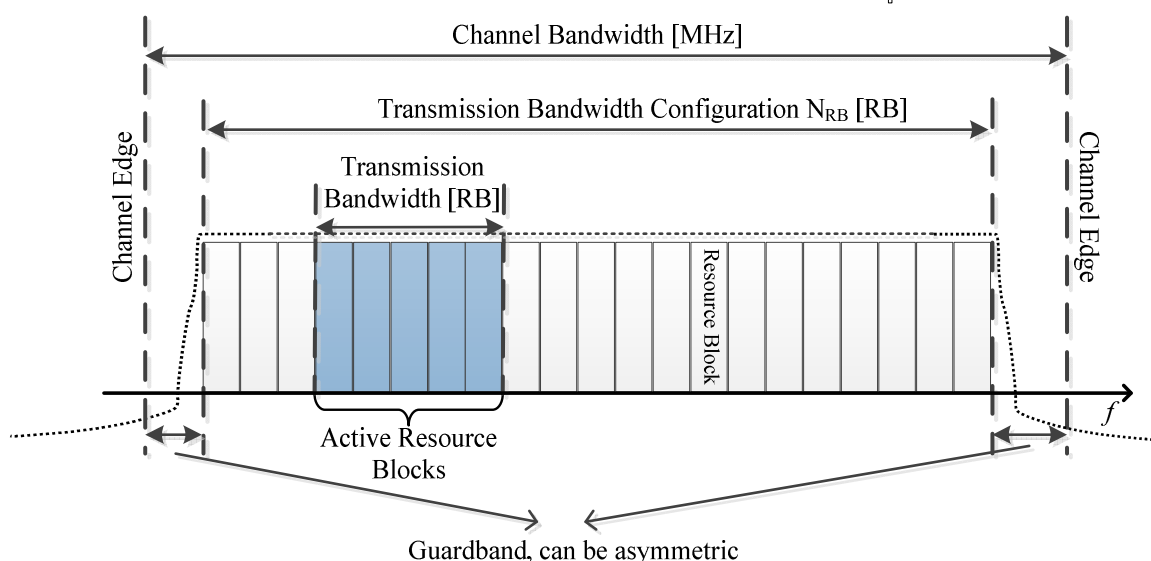 Channel Bandwidth [MHz]
Transmission Bandwidth Configuration N_RB [RB]
Channel Edge
Transmission
Bandwidth [RB]
Channel Edge
Resource Block
f
Active Resource
Blocks
Guardband, can be asymmetric